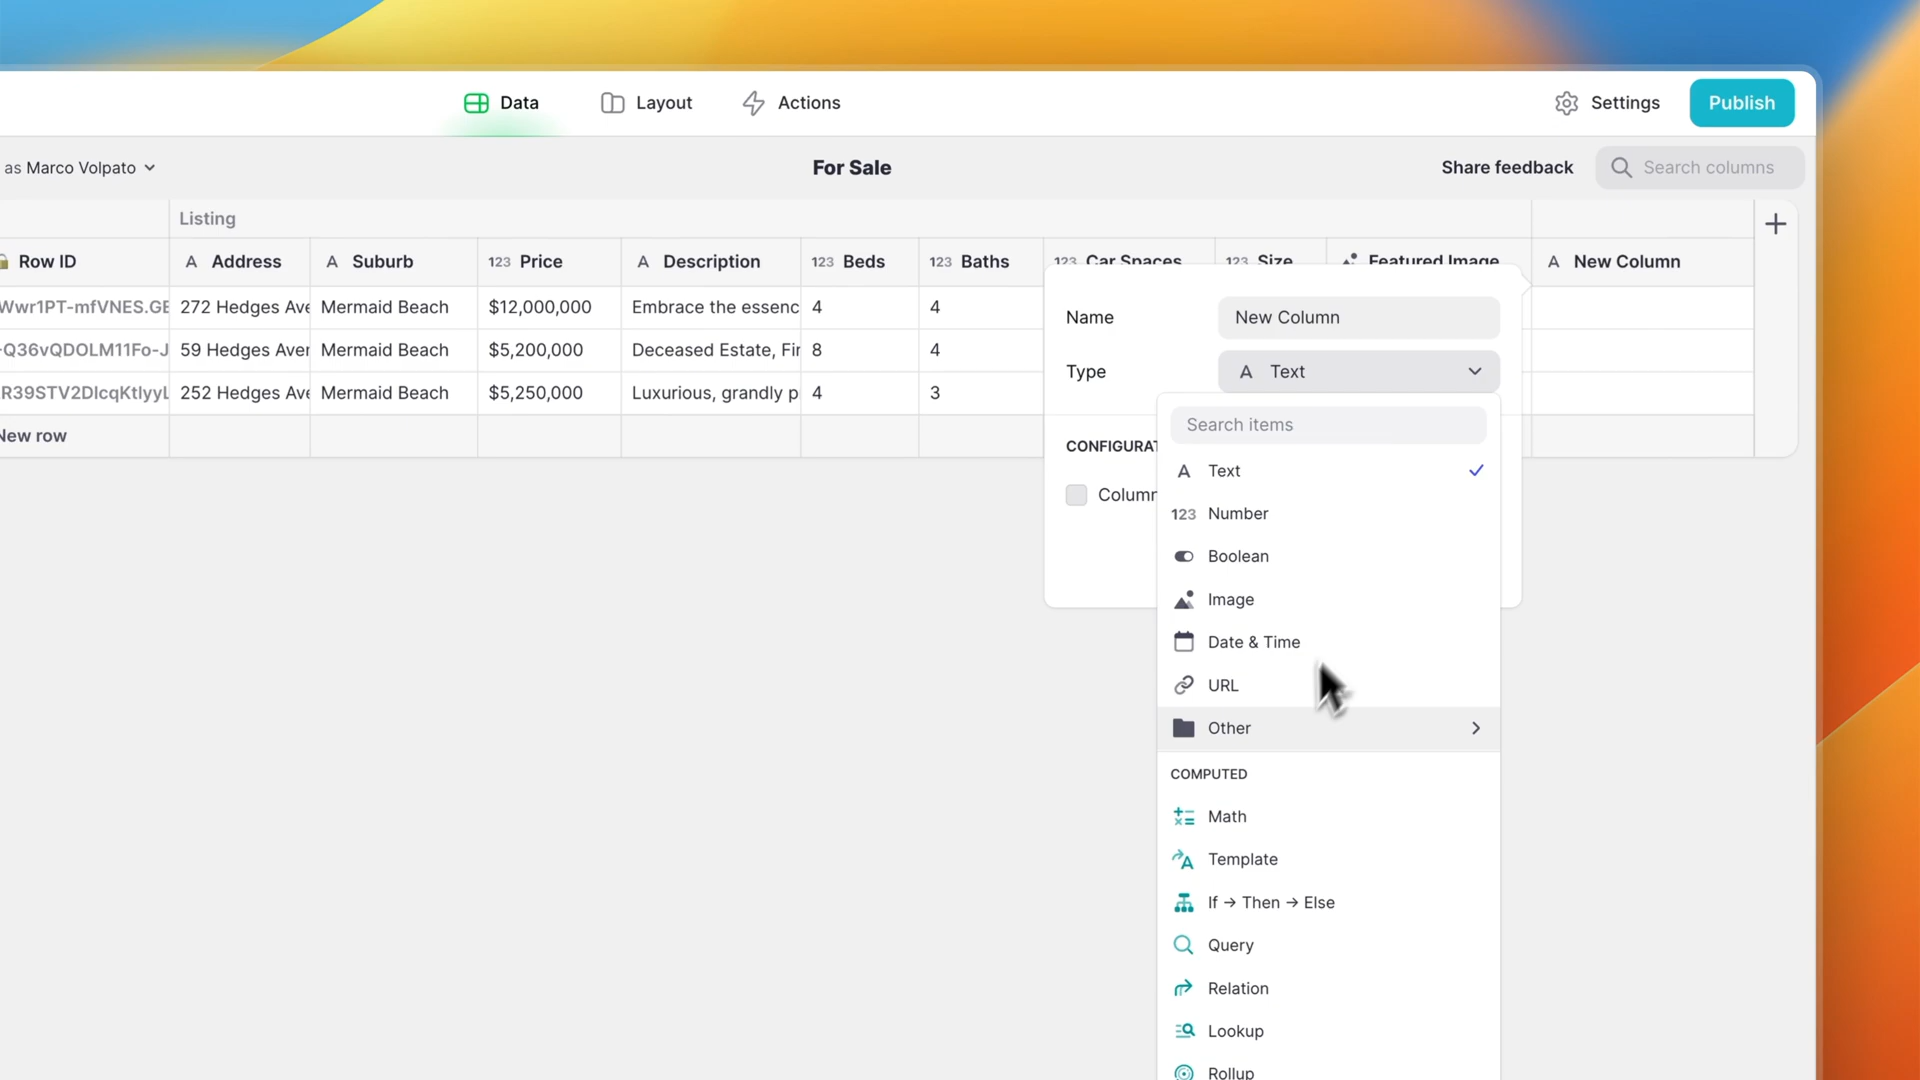 Data Layout Actions Settings Publish
as Marco Volpato For Sale Share feedback Search columns
Listing
Row ID A Address A Suburb 123 Price A Description 123 Beds 123 Baths 123 Car Spaces 123 Size Featured Image A New Column
Wwr1PT-mfVNES.GE 272 Hedges Ave Mermaid Beach $12,000,000 Embrace the essenc 4 4
-Q36vQDOLM11Fo-J 59 Hedges Aver Mermaid Beach $5,200,000 Deceased Estate, Fir 8 4
R39STV2DlcqKtlyyL 252 Hedges Ave Mermaid Beach $5,250,000 Luxurious, grandly p 4 3
New row
Name New Column
Type A Text
CONFIGURAT
Column
Search items
A Text
123 Number
Boolean
Image
Date & Time
URL
Other
COMPUTED
Math
Template
If → Then → Else
Query
Relation
Lookup
Rollup